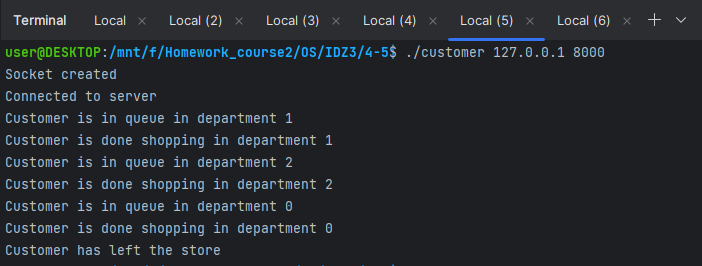 Terminal Local × Local (2) × Local (3) × Local (4) × Local (5) × Local (6) ×
user@DESKTOP:/mnt/f/Homework_course2/OS/IDZ3/4-5$ ./customer 127.0.0.1 8000
Socket created
Connected to server
Customer is in queue in department 1
Customer is done shopping in department 1
Customer is in queue in department 2
Customer is done shopping in department 2
Customer is in queue in department 0
Customer is done shopping in department 0
Customer has left the store